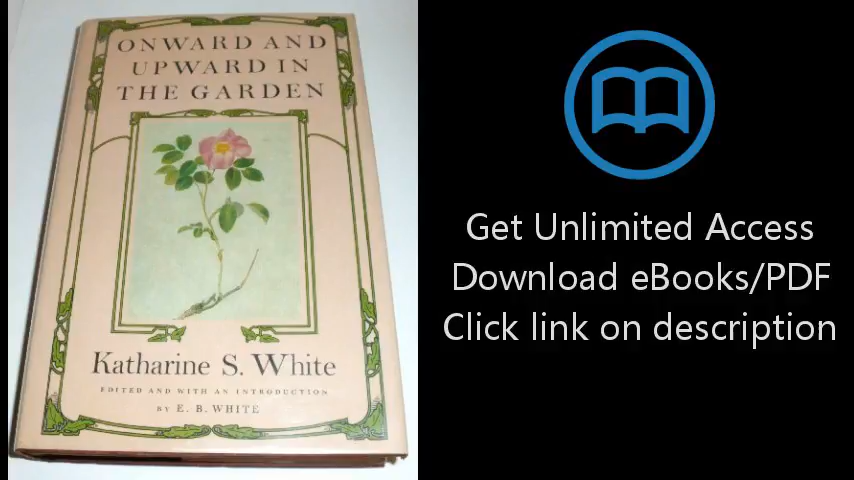 ONWARD AND
UPWARD IN
THE GARDEN
Katharine S. White
EDITED AND WITH AN INTRODUCTION
BY E. B. WHITE
Get Unlimited Access
Download eBooks/PDF
Click link on description